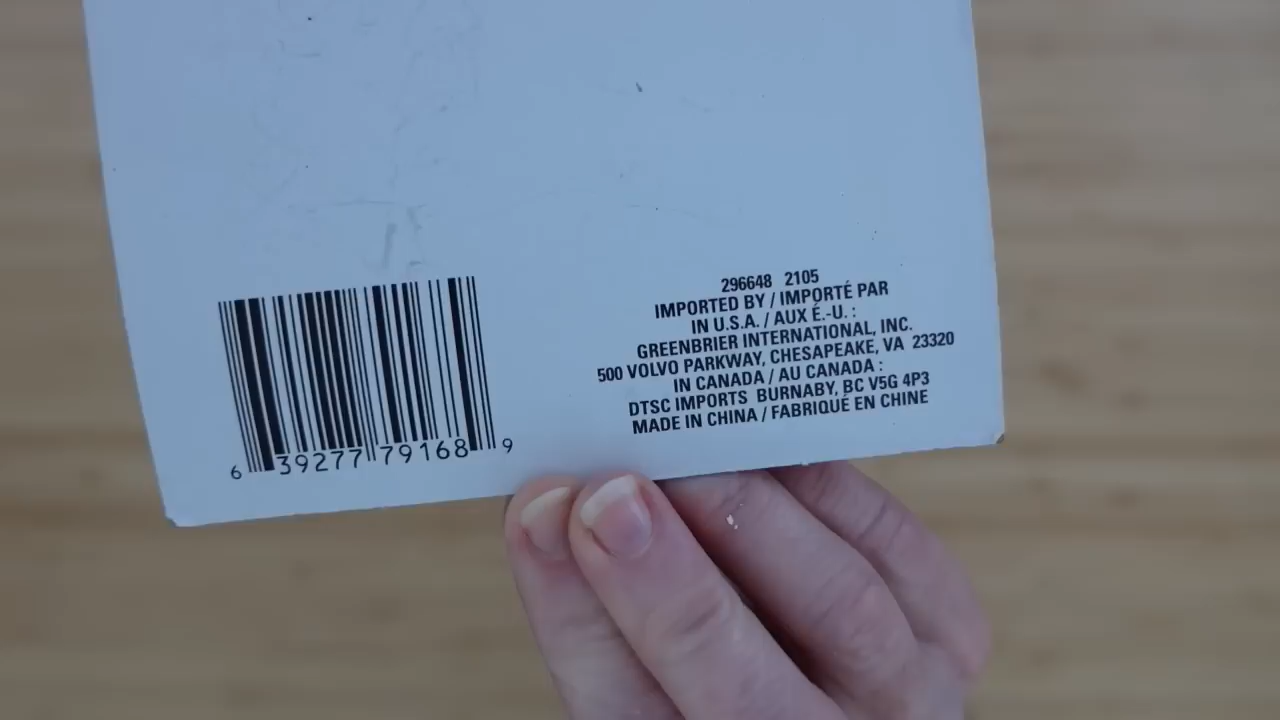 296648 2105
IMPORTED BY / IMPORTÉ PAR
IN U.S.A. / AUX É.-U. :
GREENBRIER INTERNATIONAL, INC.
500 VOLVO PARKWAY, CHESAPEAKE, VA 23320
IN CANADA / AU CANADA :
DTSC IMPORTS BURNABY, BC V5G 4P3
MADE IN CHINA / FABRIQUÉ EN CHINE
6 39277 79168 9